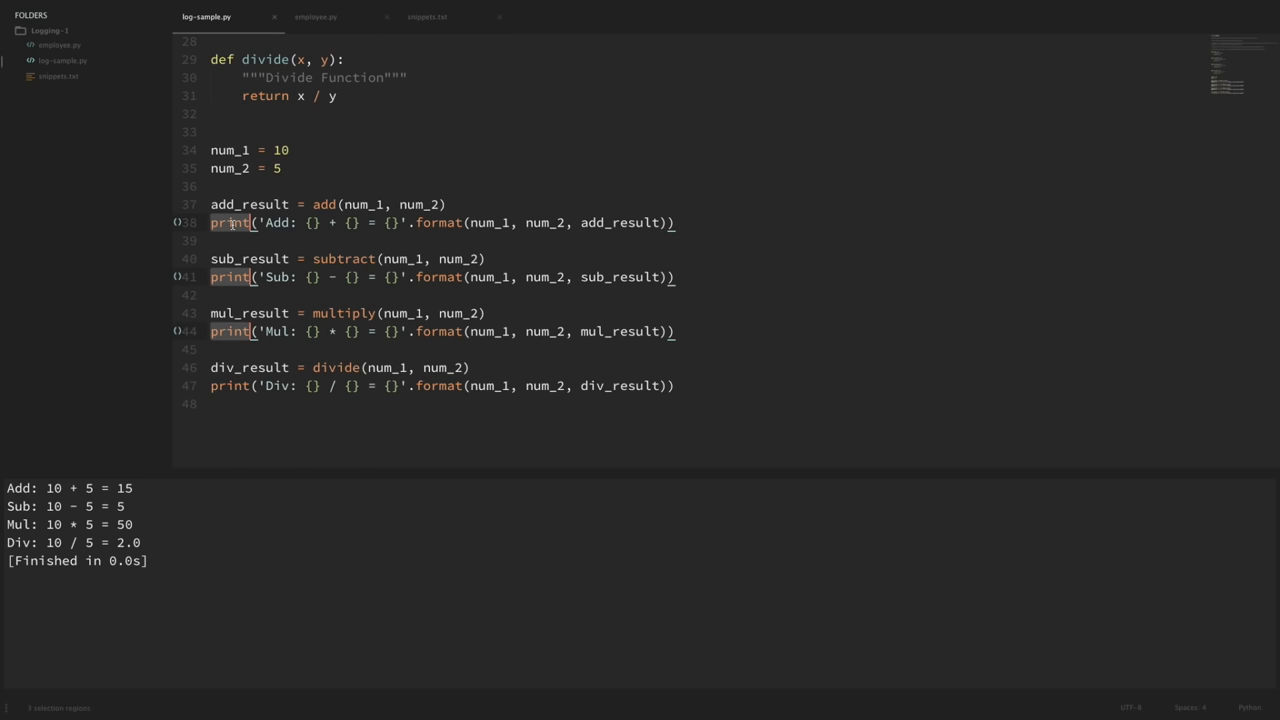 FOLDERS
Logging-1
employee.py
log-sample.py
snippets.txt
log-sample.py × employee.py × snippets.txt ×
28
29 def divide(x, y):
30 """Divide Function"""
31 return x / y
32
33
34 num_1 = 10
35 num_2 = 5
36
37 add_result = add(num_1, num_2)
38 print('Add: {} + {} = {}'.format(num_1, num_2, add_result))
39
40 sub_result = subtract(num_1, num_2)
41 print('Sub: {} - {} = {}'.format(num_1, num_2, sub_result))
42
43 mul_result = multiply(num_1, num_2)
44 print('Mul: {} * {} = {}'.format(num_1, num_2, mul_result))
45
46 div_result = divide(num_1, num_2)
47 print('Div: {} / {} = {}'.format(num_1, num_2, div_result))
48
Add: 10 + 5 = 15
Sub: 10 - 5 = 5
Mul: 10 * 5 = 50
Div: 10 / 5 = 2.0
[Finished in 0.0s]
3 selection regions UTF-8 Spaces: 4 Python